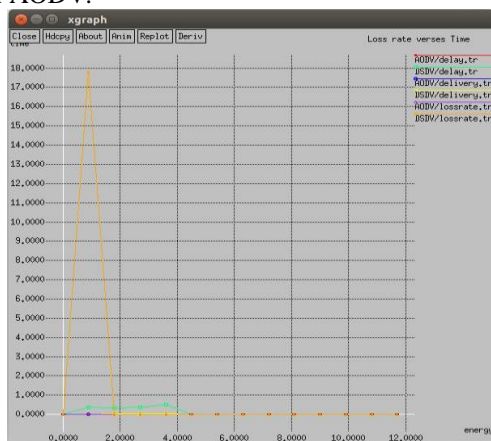 AODV.
xgraph
Close Hdcpy About Anim Replot Deriv
Loss rate verses Time
time
AODV/delay.tr
DSDV/delay.tr
AODV/delivery.tr
DSDV/delivery.tr
AODV/lossrate.tr
DSDV/lossrate.tr
18.0000
17.0000
16.0000
15.0000
14.0000
13.0000
12.0000
11.0000
10.0000
9.0000
8.0000
7.0000
6.0000
5.0000
4.0000
3.0000
2.0000
1.0000
0.0000
energy
0.0000 2.0000 4.0000 6.0000 8.0000 10.0000 12.0000